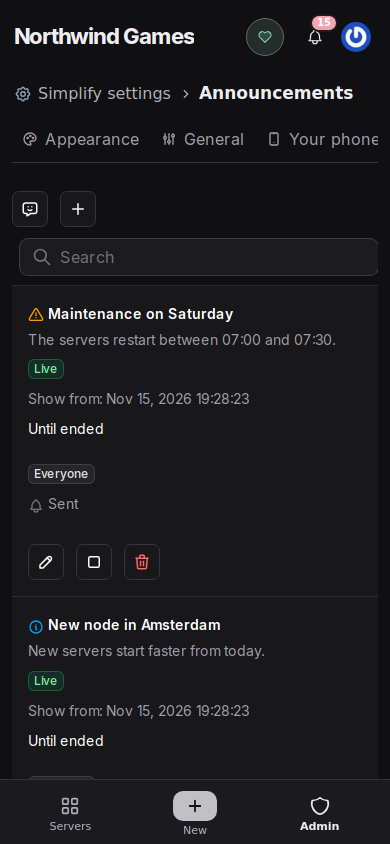 Northwind Games
15
Simplify settings > Announcements
Appearance General Your phone
Search
Maintenance on Saturday
The servers restart between 07:00 and 07:30.
Live
Show from: Nov 15, 2026 19:28:23
Until ended
Everyone
Sent
New node in Amsterdam
New servers start faster from today.
Live
Show from: Nov 15, 2026 19:28:23
Until ended
Servers New Admin